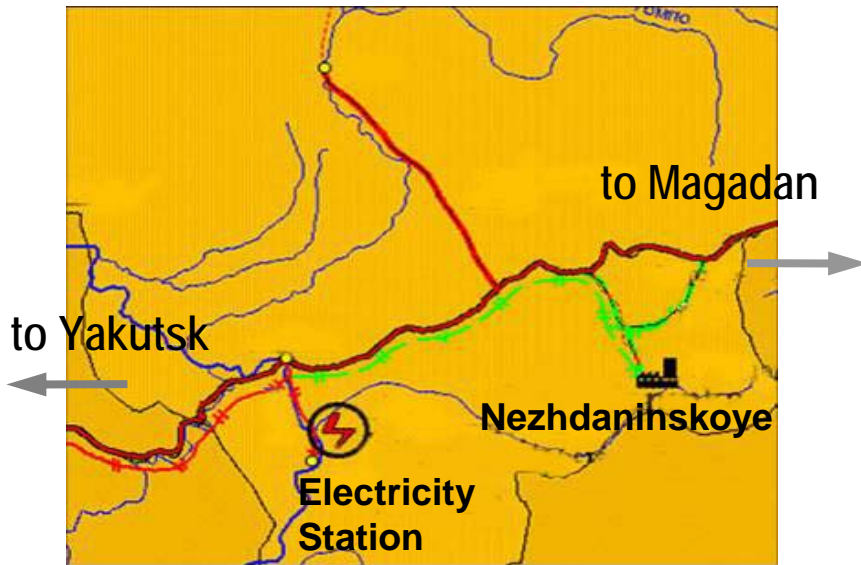 to Magadan
to Yakutsk
Nezhdaninskoye
Electricity
Station